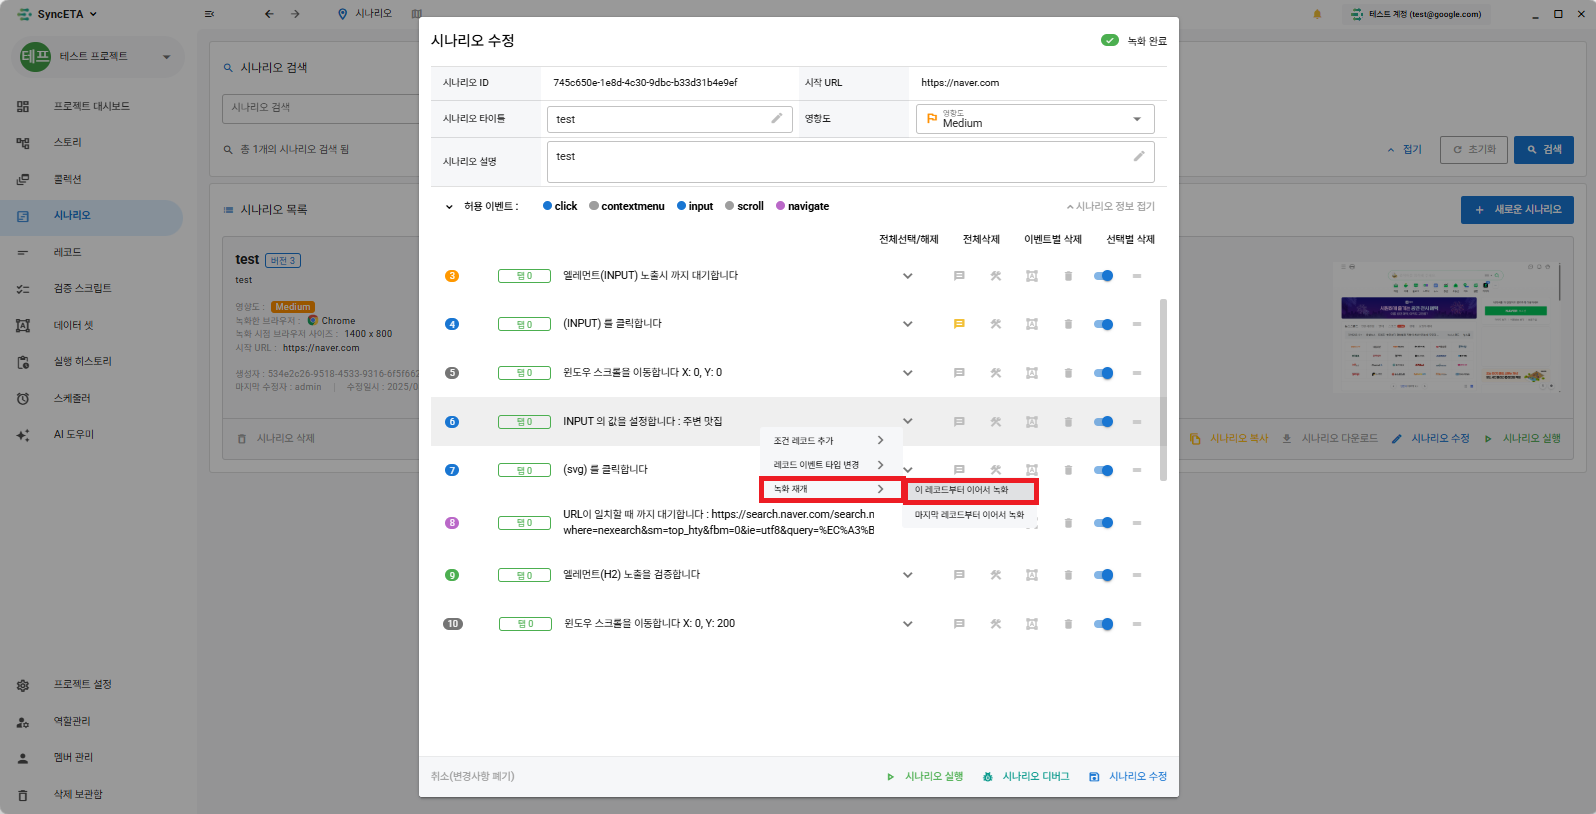 SyncETA
시나리오
테스트 계정 (test@google.com)
테프
테스트 프로젝트
프로젝트 대시보드
스토리
콜렉션
시나리오
레코드
검증 스크립트
데이터 셋
실행 히스토리
스케줄러
AI 도우미
프로젝트 설정
역할관리
멤버 관리
삭제 보관함
시나리오 검색
시나리오 검색
총 1개의 시나리오 검색 됨
접기
초기화
검색
시나리오 목록
새로운 시나리오
test 버전 3
test
영향도 : Medium
녹화한 브라우저 : Chrome
녹화 시점 브라우저 사이즈 : 1400 x 800
시작 URL : https://naver.com
생성자 : 534e2c26-9518-4533-9316-6f5f662
마지막 수정자 : admin | 수정일시 : 2025/0
시나리오 삭제
시나리오 복사
시나리오 다운로드
시나리오 수정
시나리오 실행
시나리오 수정
녹화 완료
시나리오 ID
745c650e-1e8d-4c30-9dbc-b33d31b4e9ef
시작 URL
https://naver.com
시나리오 타이틀
test
영향도
영향도
Medium
시나리오 설명
test
허용 이벤트 :
click
contextmenu
input
scroll
navigate
시나리오 정보 접기
전체선택/해제
전체삭제
이벤트별 삭제
선택별 삭제
3 탭 0 엘레먼트(INPUT) 노출시 까지 대기합니다
4 탭 0 (INPUT) 를 클릭합니다
5 탭 0 윈도우 스크롤을 이동합니다 X: 0, Y: 0
6 탭 0 INPUT 의 값을 설정합니다 : 주변 맛집
조건 레코드 추가
레코드 이벤트 타입 변경
녹화 재개
이 레코드부터 이어서 녹화
마지막 레코드부터 이어서 녹화
7 탭 0 (svg) 를 클릭합니다
8 탭 0 URL이 일치할 때 까지 대기합니다 : https://search.naver.com/search.n
where=nexearch&sm=top_hty&fbm=0&ie=utf8&query=%EC%A3%B
9 탭 0 엘레먼트(H2) 노출을 검증합니다
10 탭 0 윈도우 스크롤을 이동합니다 X: 0, Y: 200
취소(변경사항 폐기)
시나리오 실행
시나리오 디버그
시나리오 수정